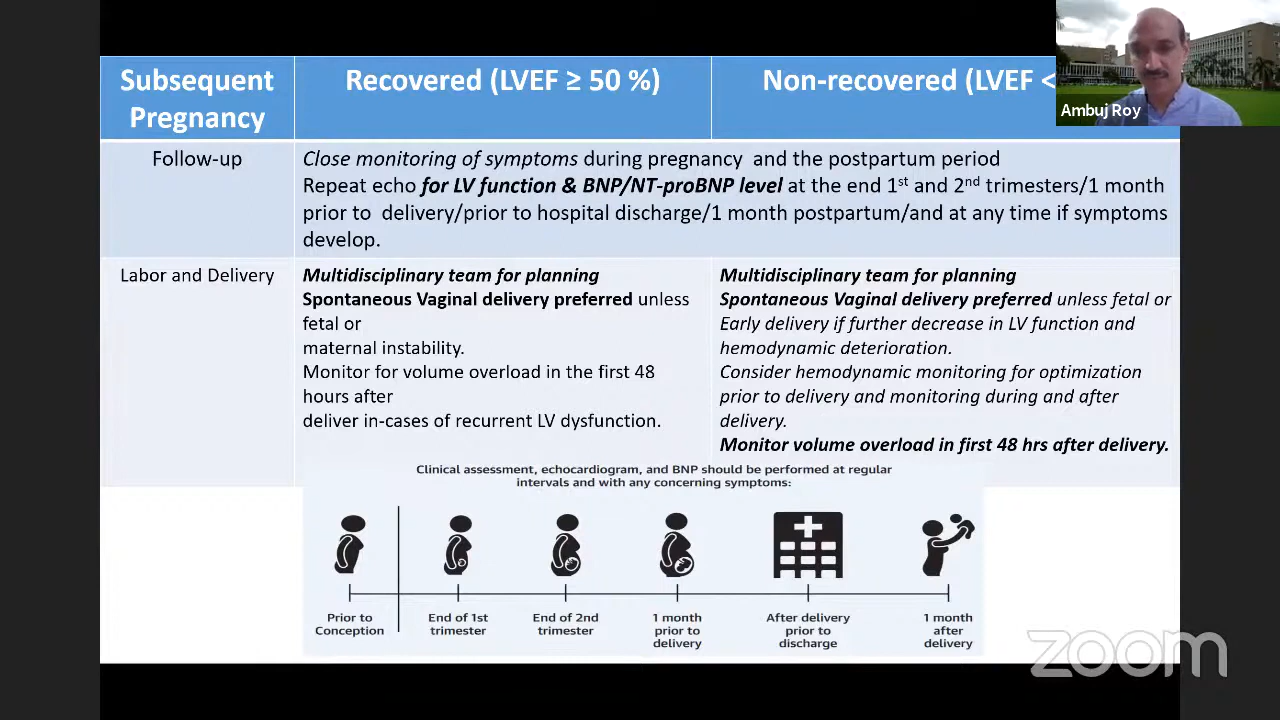 Ambuj Roy
Subsequent
Pregnancy
Recovered (LVEF ≥ 50 %)
Non-recovered (LVEF <
Follow-up
Close monitoring of symptoms during pregnancy and the postpartum period
Repeat echo for LV function & BNP/NT-proBNP level at the end 1st and 2nd trimesters/1 month
prior to delivery/prior to hospital discharge/1 month postpartum/and at any time if symptoms
develop.
Labor and Delivery
Multidisciplinary team for planning
Spontaneous Vaginal delivery preferred unless
fetal or
maternal instability.
Monitor for volume overload in the first 48
hours after
deliver in-cases of recurrent LV dysfunction.
Multidisciplinary team for planning
Spontaneous Vaginal delivery preferred unless fetal or
Early delivery if further decrease in LV function and
hemodynamic deterioration.
Consider hemodynamic monitoring for optimization
prior to delivery and monitoring during and after
delivery.
Monitor volume overload in first 48 hrs after delivery.
Clinical assessment, echocardiogram, and BNP should be performed at regular
intervals and with any concerning symptoms:
Prior to
Conception
End of 1st
trimester
End of 2nd
trimester
1 month
prior to
delivery
After delivery
prior to
discharge
1 month
after
delivery
zoom